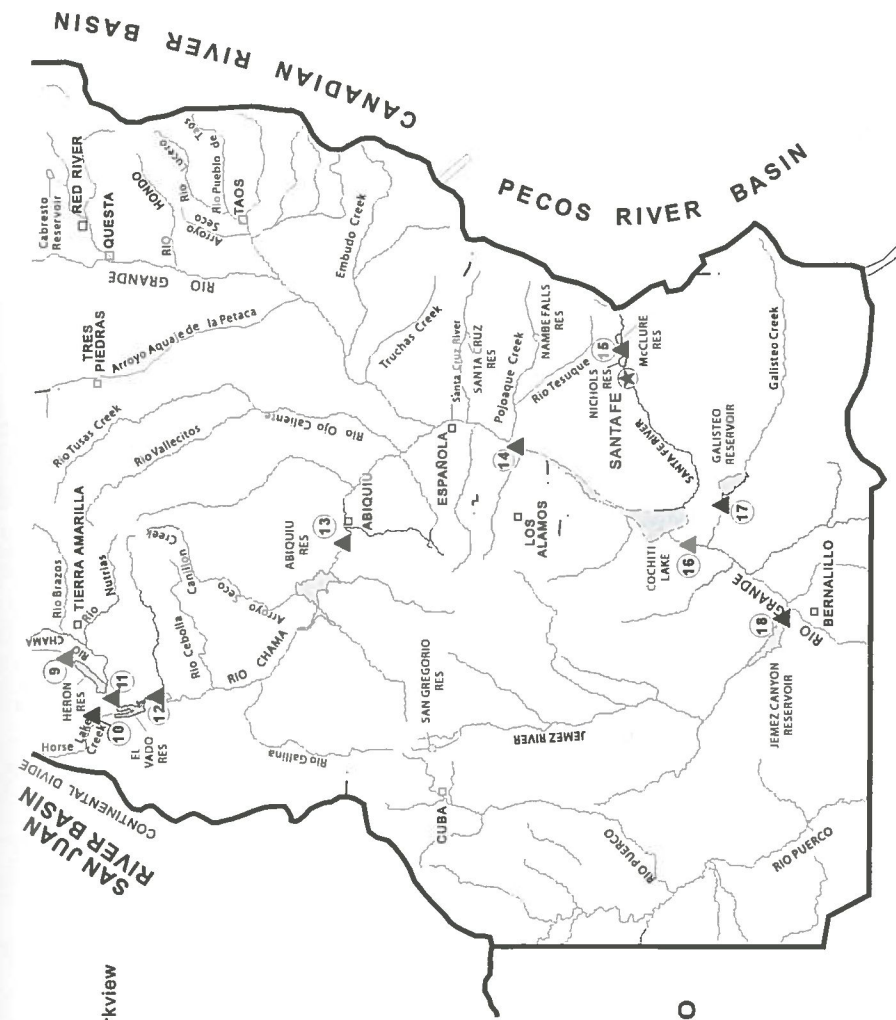 CANADIAN RIVER BASIN
PECOS RIVER BASIN
SAN JUAN
RIVER BASIN
CONTINENTAL DIVIDE
Cabresto
Reservoir
RED RIVER
QUESTA
RIO
HONDO
Rio
Lucero
Rio Pueblo de
Taos
Arroyo
Seco
TAOS
RIO
GRANDE
TRES
PIEDRAS
Arroyo Aquaje de la Petaca
Embudo Creek
Truchas Creek
Rio Tusas Creek
Rio Vallecitos
Rio Ojo Caliente
Santa Cruz River
SANTA CRUZ
RES
Pojoaque Creek
NAMBE FALLS
RES
Rio Tesuque
ESPAÑOLA
14
15
NICHOLS
RES
McCLURE
RES
SANTA FE
SANTA FE RIVER
Galisteo Creek
GALISTEO
RESERVOIR
17
LOS
ALAMOS
COCHITI
LAKE
16
RIO
GRANDE
18
BERNALILLO
JEMEZ CANYON
RESERVOIR
JEMEZ RIVER
Rio Brazos
TIERRA AMARILLA
Rio
Nutrias
RIO
CHAMA
9
HERON
RES
11
10
12
EL
VADO
RES
Horse
Lake
Creek
Canjilon
Creek
Rio Cebolla
Arroyo
Seco
RIO CHAMA
ABIQUIU
RES
13
ABIQUIU
Rio Gallina
SAN GREGORIO
RES
CUBA
RIO PUERCO
RIO PUERCO
rkview
O